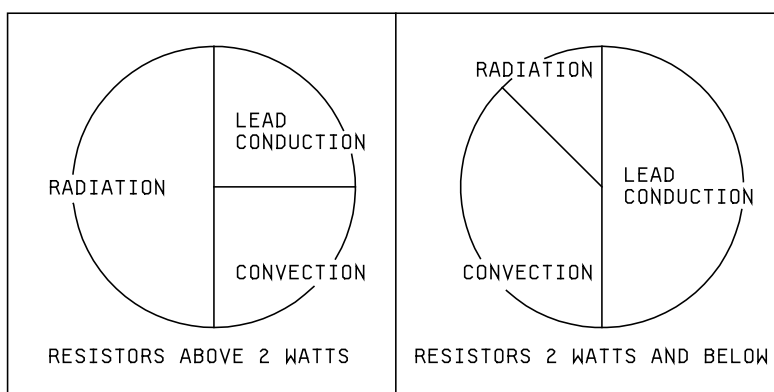 RADIATION
LEAD
CONDUCTION
CONVECTION
RESISTORS ABOVE 2 WATTS
RADIATION
LEAD
CONDUCTION
CONVECTION
RESISTORS 2 WATTS AND BELOW